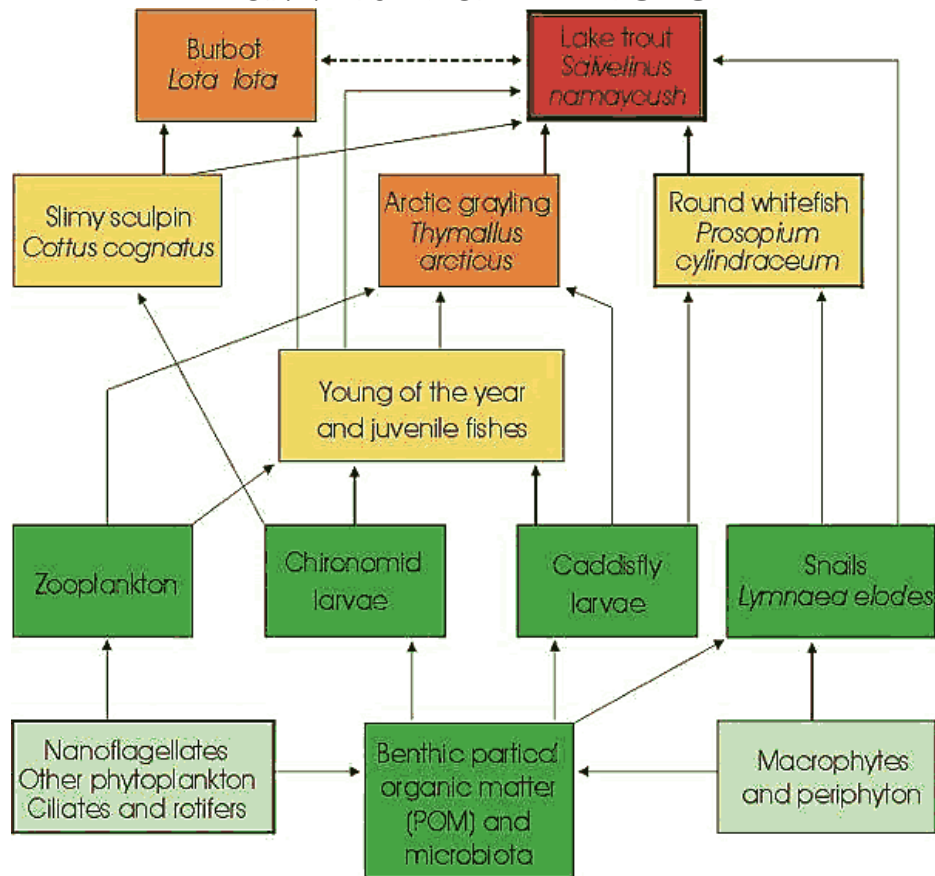 Burbot
Lota lota
Lake trout
Salvelinus
namaycush
Slimy sculpin
Cottus cognatus
Arctic grayling
Thymallus
arcticus
Round whitefish
Prosopium
cylindraceum
Young of the year
and juvenile fishes
Zooplankton
Chironomid
larvae
Caddisfly
larvae
Snails
Lymnaea elodes
Nanoflagellates
Other phytoplankton
Ciliates and rotifers
Benthic partical
organic matter
(POM) and
microbiota
Macrophytes
and periphyton